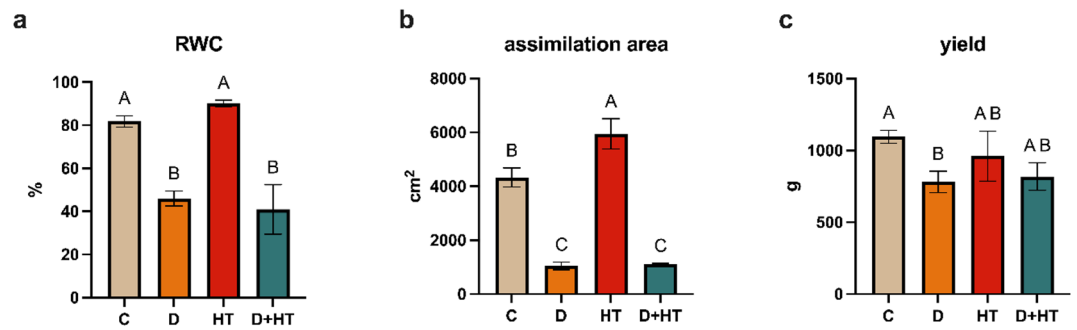 a
RWC
%
100
80
60
40
20
0
A
B
A
B
C D HT D+HT
b
assimilation area
cm²
8000
6000
4000
2000
0
B
C
A
C
C D HT D+HT
c
yield
g
1500
1000
500
0
A
B
A B
A B
C D HT D+HT